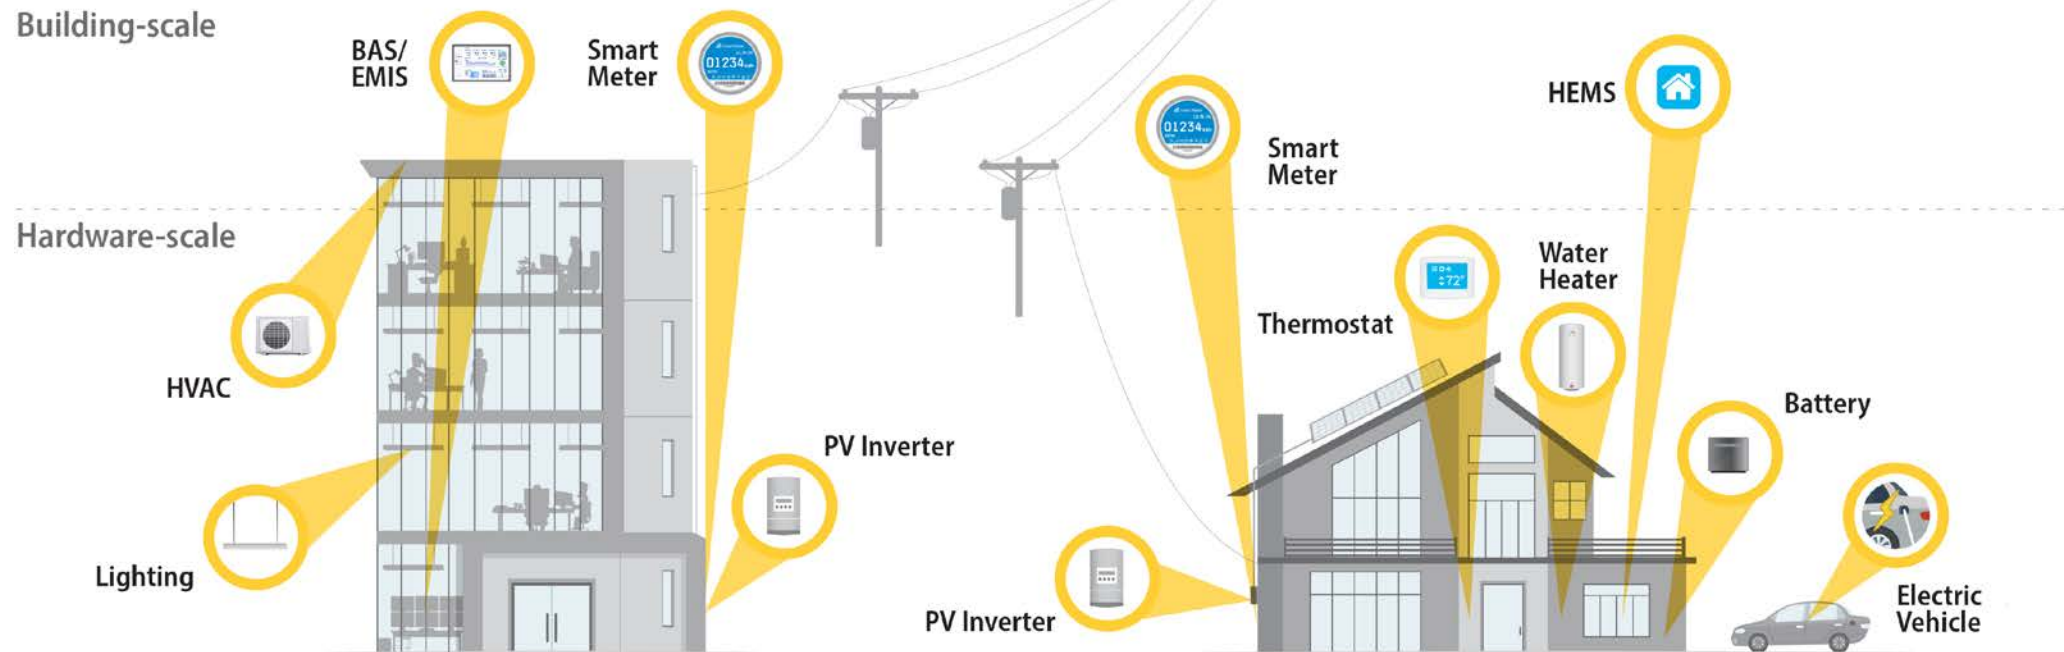 Building-scale
BAS/
EMIS
Smart
Meter
01234
HEMS
Smart
Meter
01234
Hardware-scale
Water
Heater
72°
Thermostat
HVAC
Battery
PV Inverter
Lighting
PV Inverter
Electric
Vehicle